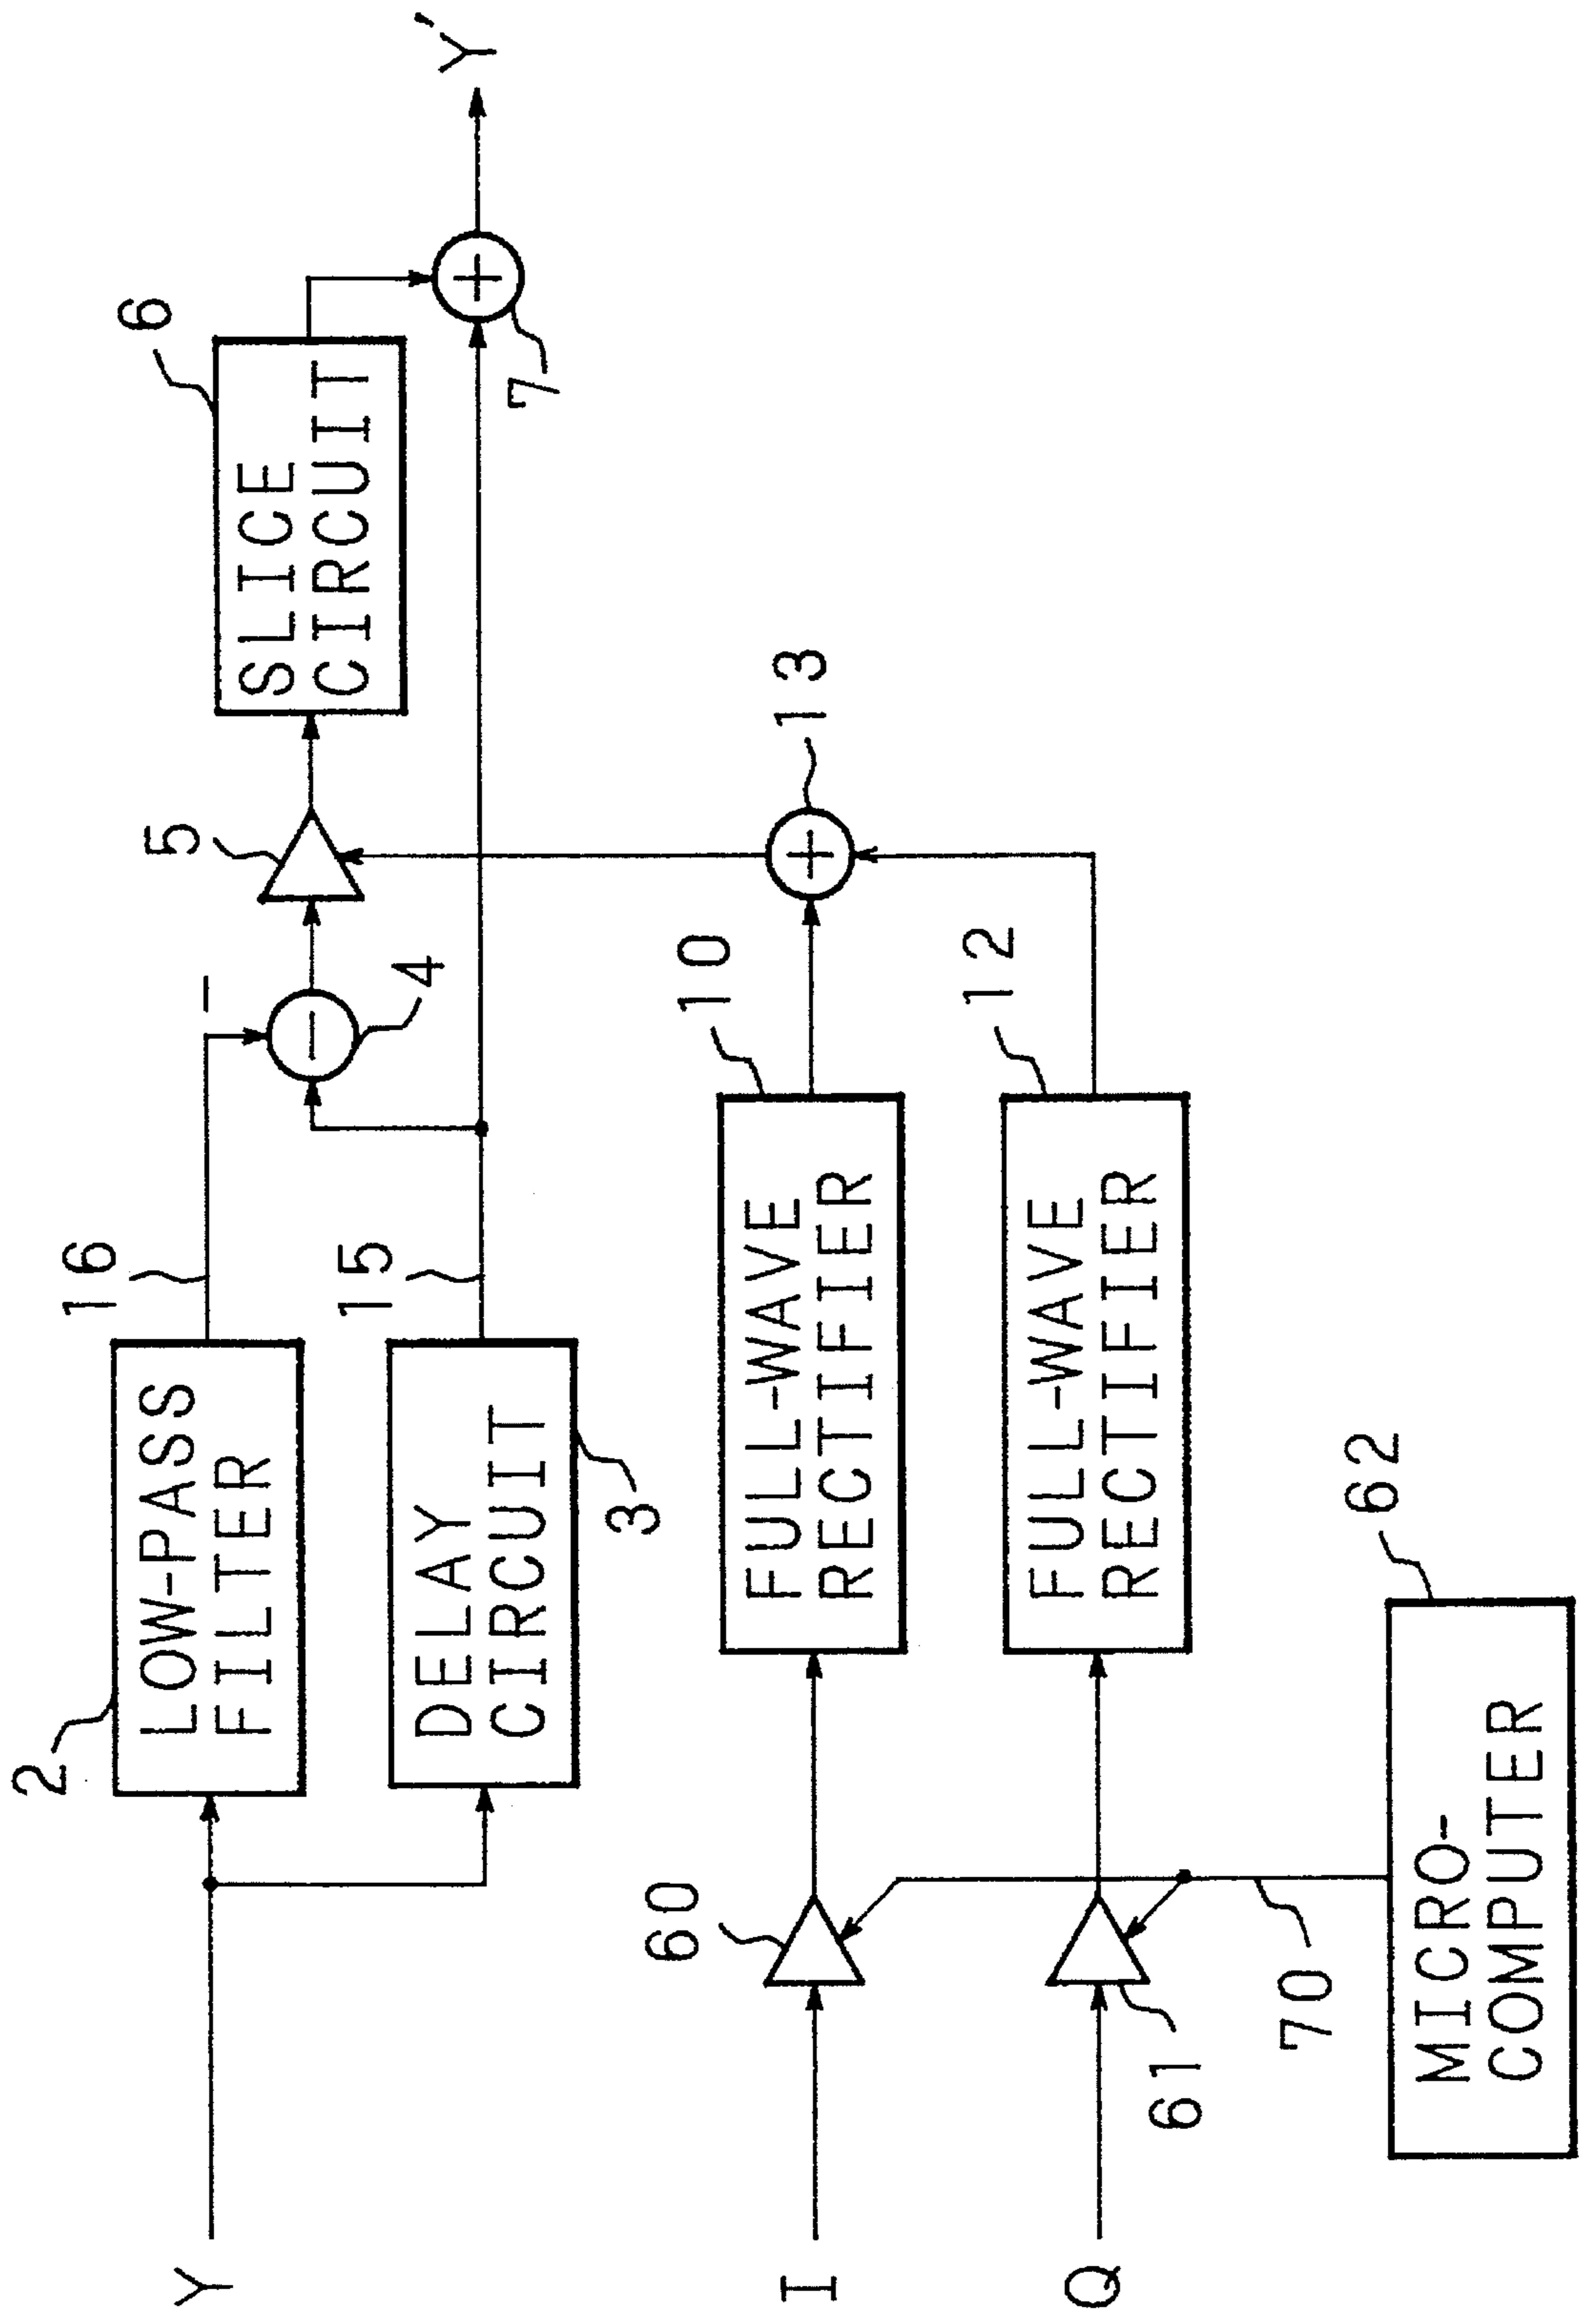 Y
2
LOW-PASS
FILTER
16
−
4
5
6
SLICE
CIRCUIT
7
Y'
DELAY
CIRCUIT
3
15
I
60
FULL-WAVE
RECTIFIER
10
13
Q
61
FULL-WAVE
RECTIFIER
12
70
MICRO-
COMPUTER
62